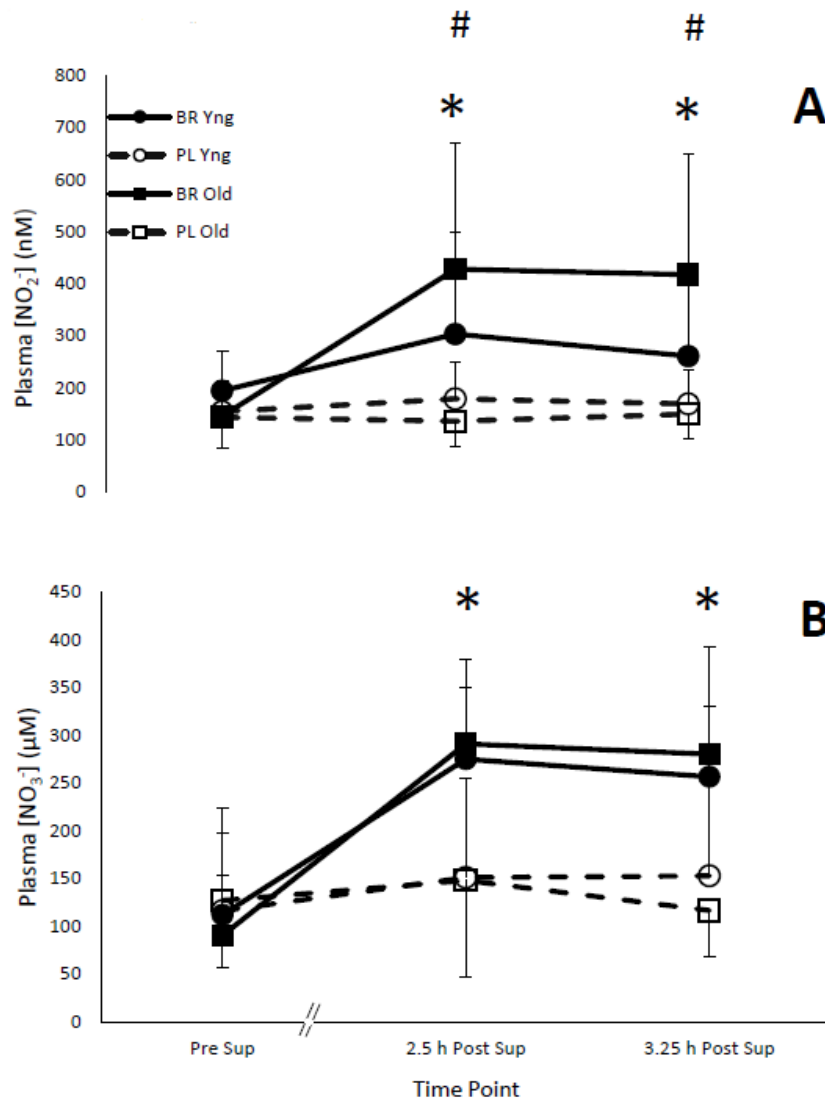 # #
* *
A
800
700
600
500
400
300
200
100
0
BR Yng
PL Yng
BR Old
PL Old
Plasma [NO₂⁻] (nM)
* *
B
450
400
350
300
250
200
150
100
50
0
Plasma [NO₃⁻] (µM)
//
Pre Sup 2.5 h Post Sup 3.25 h Post Sup
Time Point